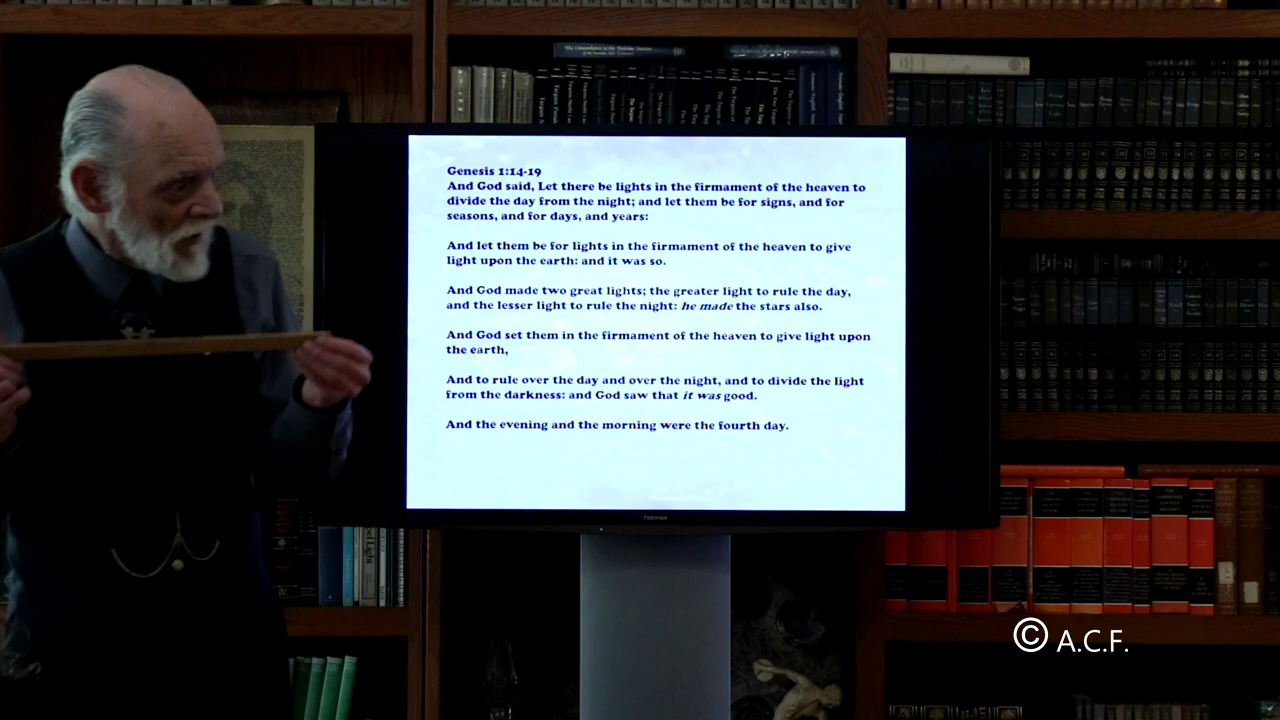 Genesis 1:14-19
And God said, Let there be lights in the firmament of the heaven to
divide the day from the night; and let them be for signs, and for
seasons, and for days, and years:
And let them be for lights in the firmament of the heaven to give
light upon the earth: and it was so.
And God made two great lights; the greater light to rule the day,
and the lesser light to rule the night: he made the stars also.
And God set them in the firmament of the heaven to give light upon
the earth,
And to rule over the day and over the night, and to divide the light
from the darkness: and God saw that it was good.
And the evening and the morning were the fourth day.
TOSHIBA
© A.C.F.